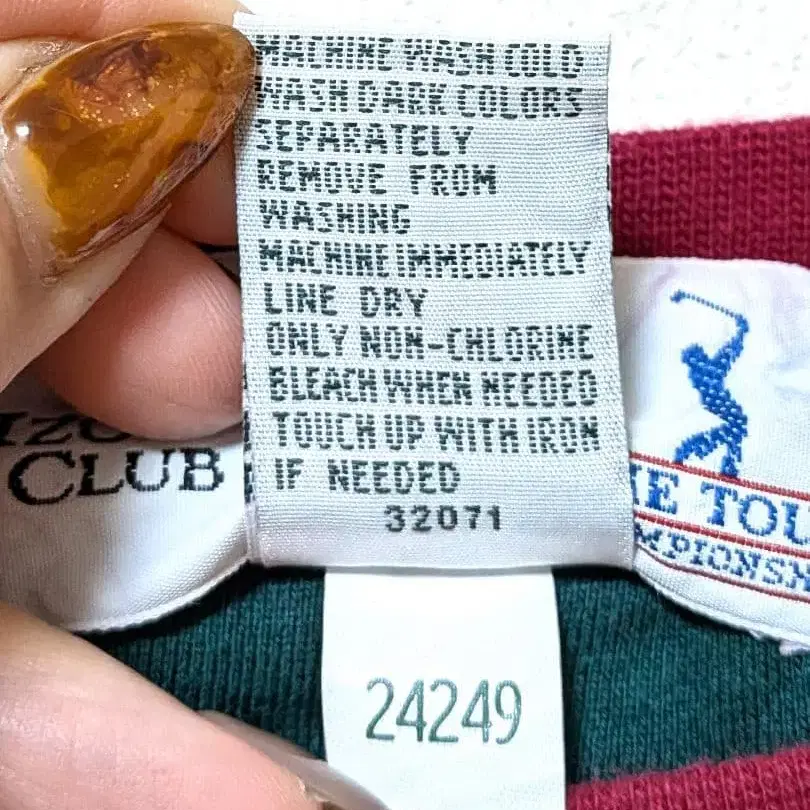 MACHINE WASH COLD
WASH DARK COLORS
SEPARATELY
REMOVE FROM
WASHING
MACHINE IMMEDIATELY
LINE DRY
ONLY NON-CHLORINE
BLEACH WHEN NEEDED
TOUCH UP WITH IRON
IF NEEDED
32071
CLUB
TOU
24249